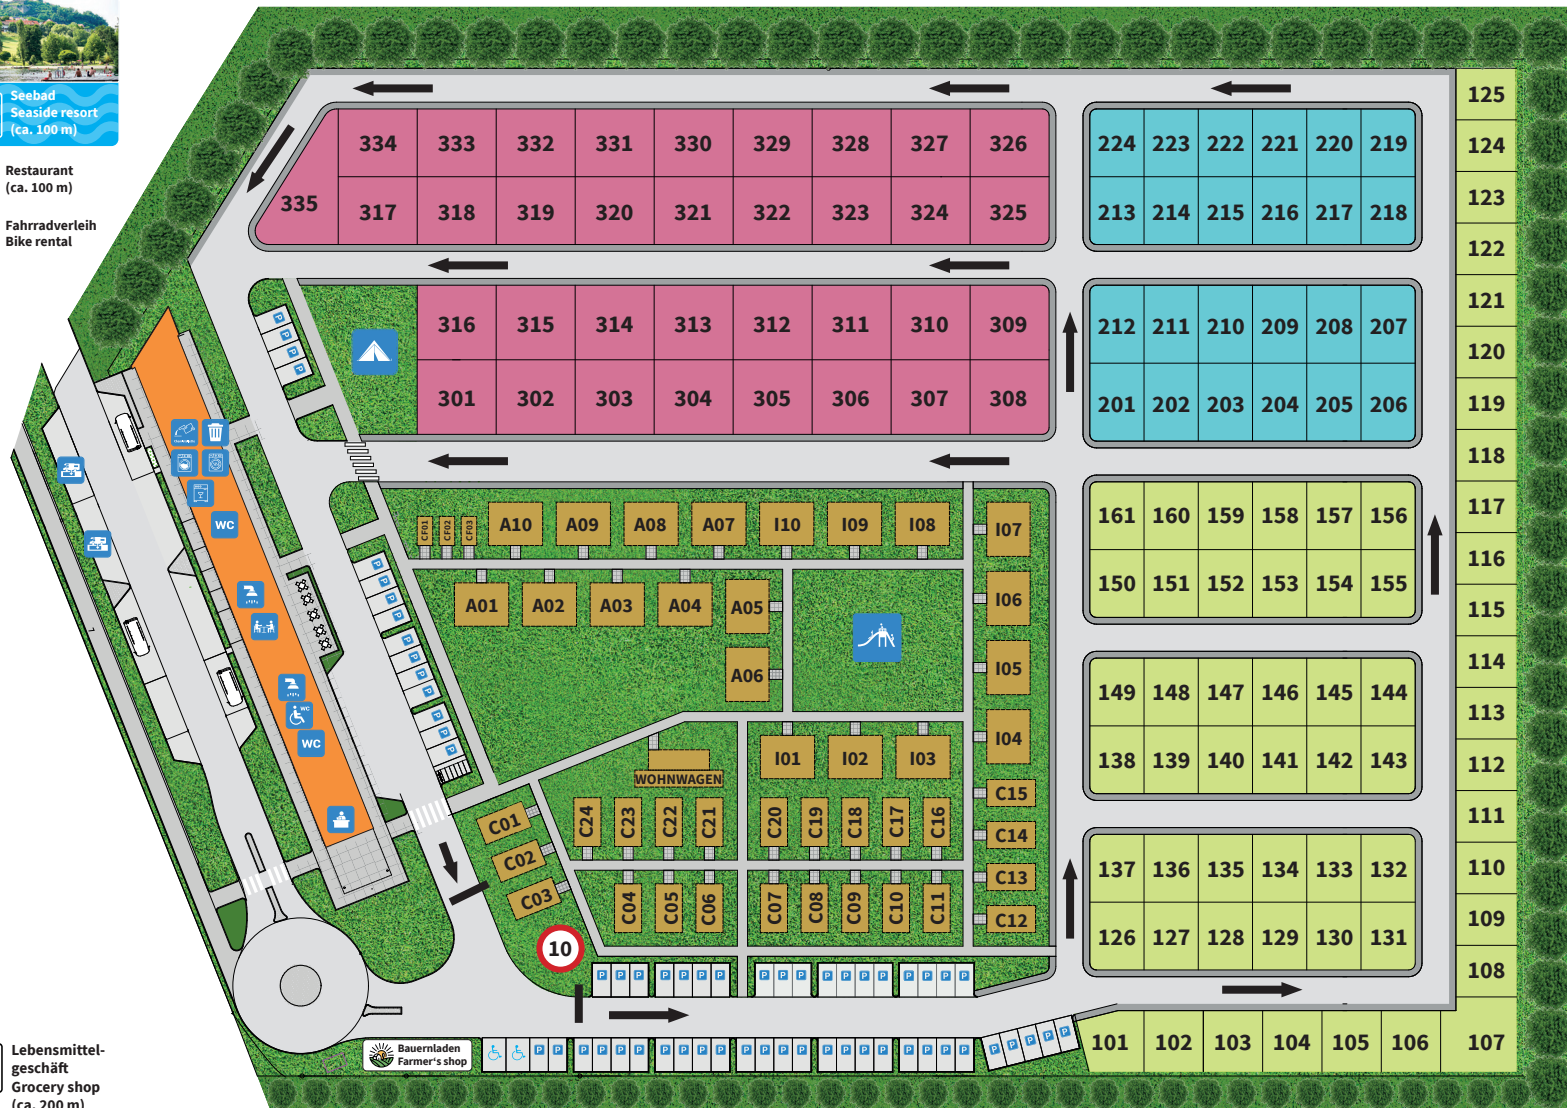 Seebad
Seaside resort
(ca. 100 m)
Restaurant
(ca. 100 m)
Fahrradverleih
Bike rental
334 333 332 331 330 329 328 327 326
335 317 318 319 320 321 322 323 324 325
224 223 222 221 220 219
213 214 215 216 217 218
316 315 314 313 312 311 310 309
301 302 303 304 305 306 307 308
212 211 210 209 208 207
201 202 203 204 205 206
125
124
123
122
121
120
119
118
117
116
115
114
113
112
111
110
109
108
161 160 159 158 157 156
150 151 152 153 154 155
149 148 147 146 145 144
138 139 140 141 142 143
137 136 135 134 133 132
126 127 128 129 130 131
101 102 103 104 105 106 107
CF01 CF02 CF03 A10 A09 A08 A07 I10 I09 I08 I07
A01 A02 A03 A04 A05 I06
A06 I05
I04
I01 I02 I03
WOHNWAGEN
C15
C24 C23 C22 C21 C20 C19 C18 C17 C16
C14
C13
C12
C01
C02
C03
C04 C05 C06 C07 C08 C09 C10 C11
WC
WC
WC
10
P P P P
P P P P
P P P P
P P P
P P P P P P P P P P P P P P P P P P
P P P P P P P P P P P P P P P P P P P P P P P
Bauernladen
Farmer's shop
Lebensmittel-
geschäft
Grocery shop
(ca. 200 m)